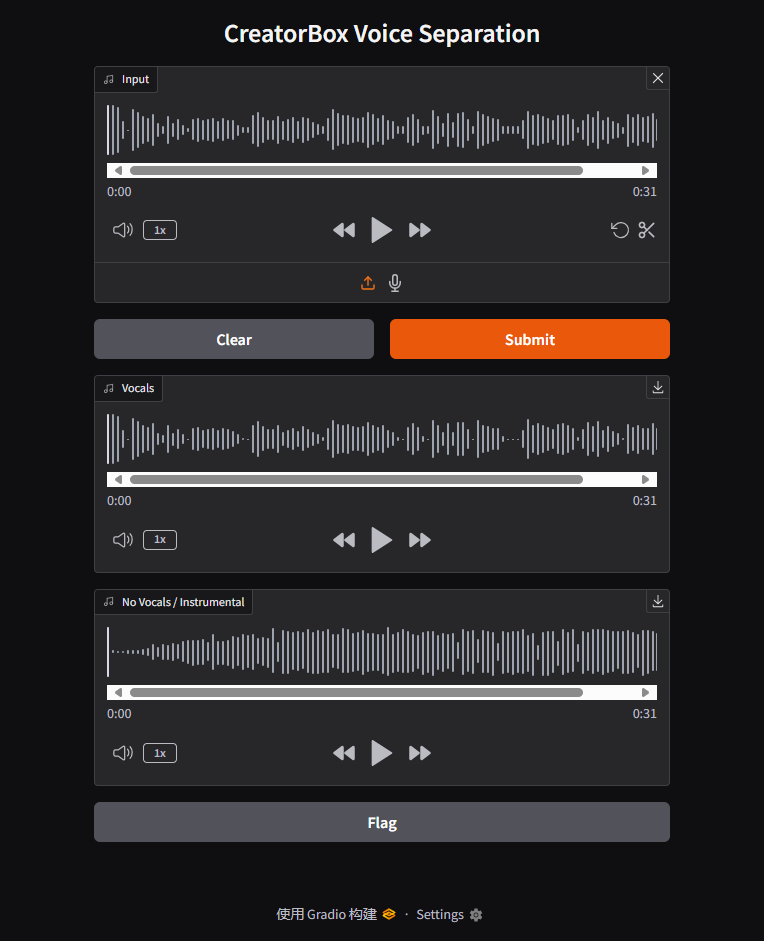 CreatorBox Voice Separation
Input
0:00 0:31
1x
Clear Submit
Vocals
0:00 0:31
1x
No Vocals / Instrumental
0:00 0:31
1x
Flag
使用 Gradio 构建 · Settings